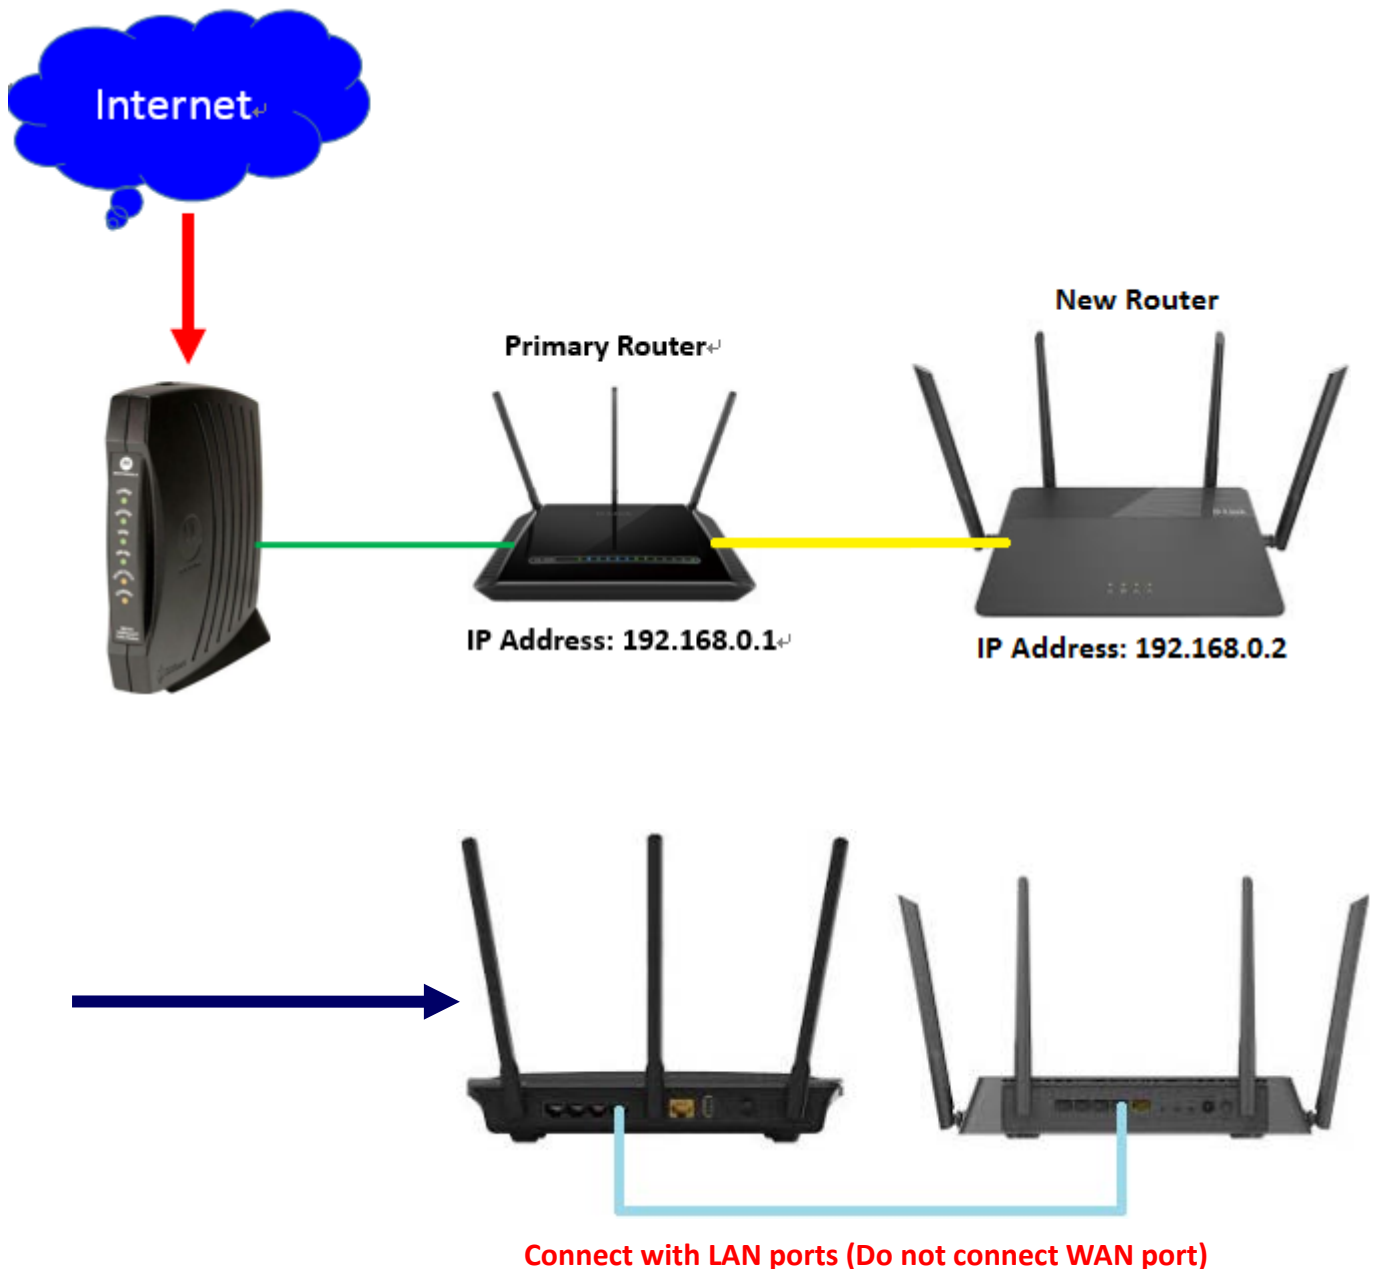 Internet
New Router
Primary Router
D-Link
IP Address: 192.168.0.1
IP Address: 192.168.0.2
Connect with LAN ports (Do not connect WAN port)